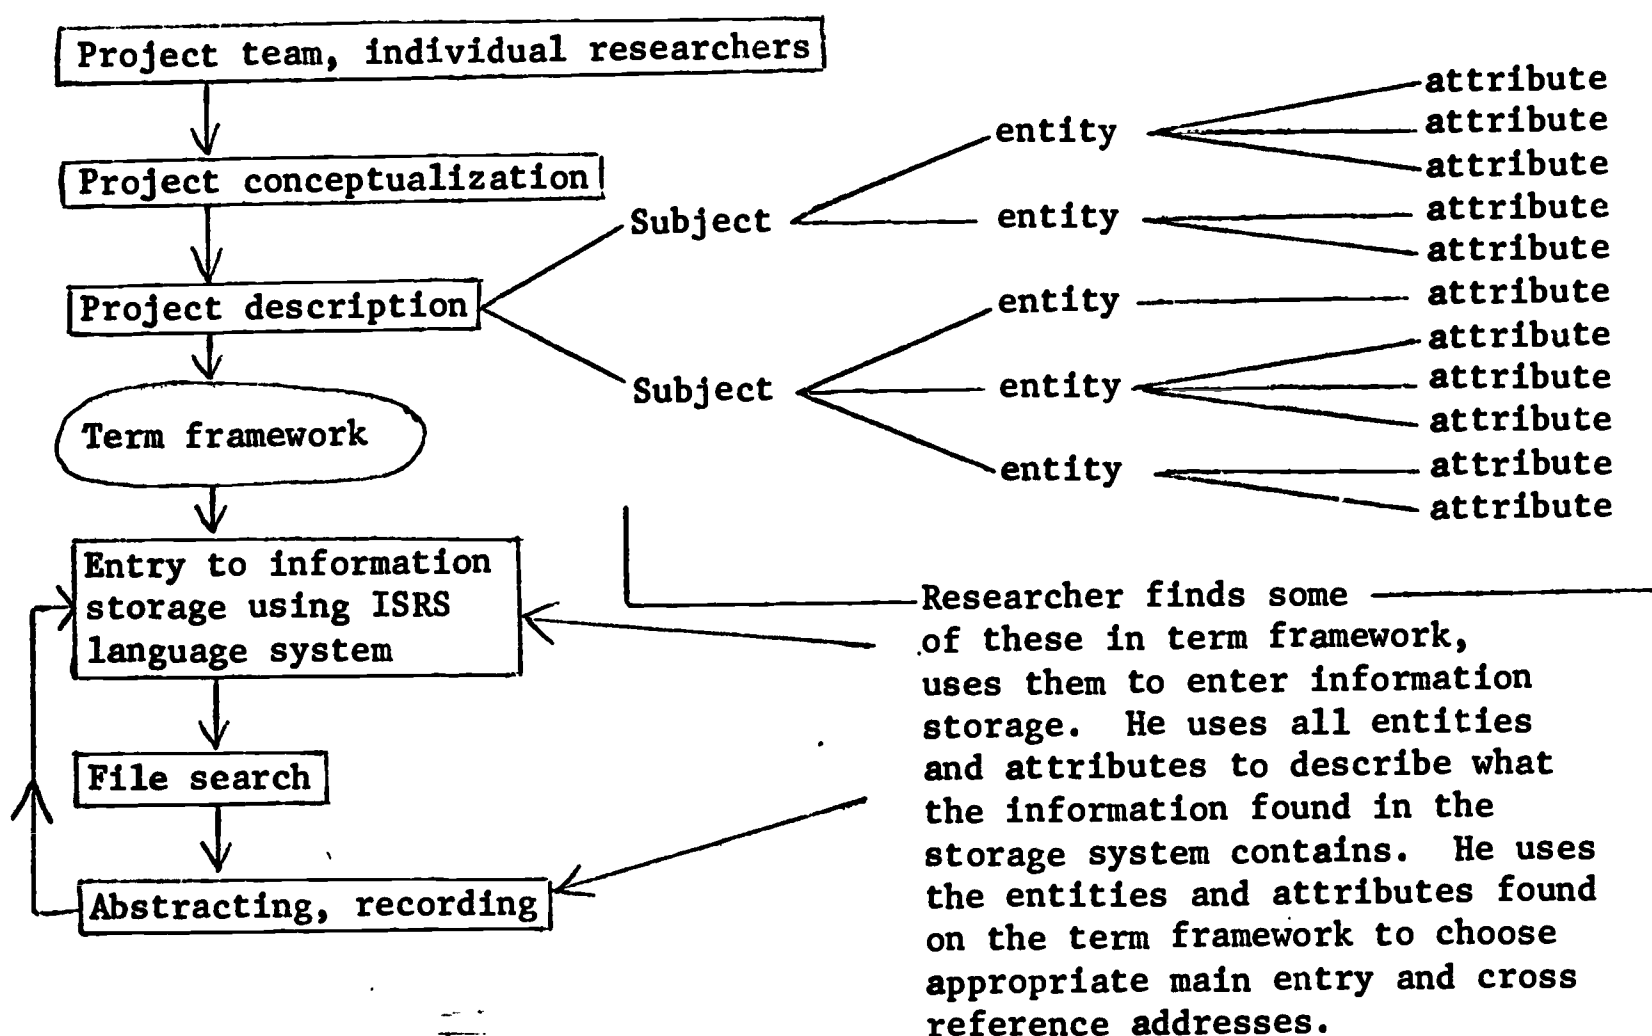 Project team, individual researchers
Project conceptualization
Project description
Term framework
Entry to information
storage using ISRS
language system
File search
Abstracting, recording
Subject
Subject
entity
entity
entity
entity
entity
attribute
attribute
attribute
attribute
attribute
attribute
attribute
attribute
attribute
attribute
attribute
Researcher finds some
of these in term framework,
uses them to enter information
storage. He uses all entities
and attributes to describe what
the information found in the
storage system contains. He uses
the entities and attributes found
on the term framework to choose
appropriate main entry and cross
reference addresses.